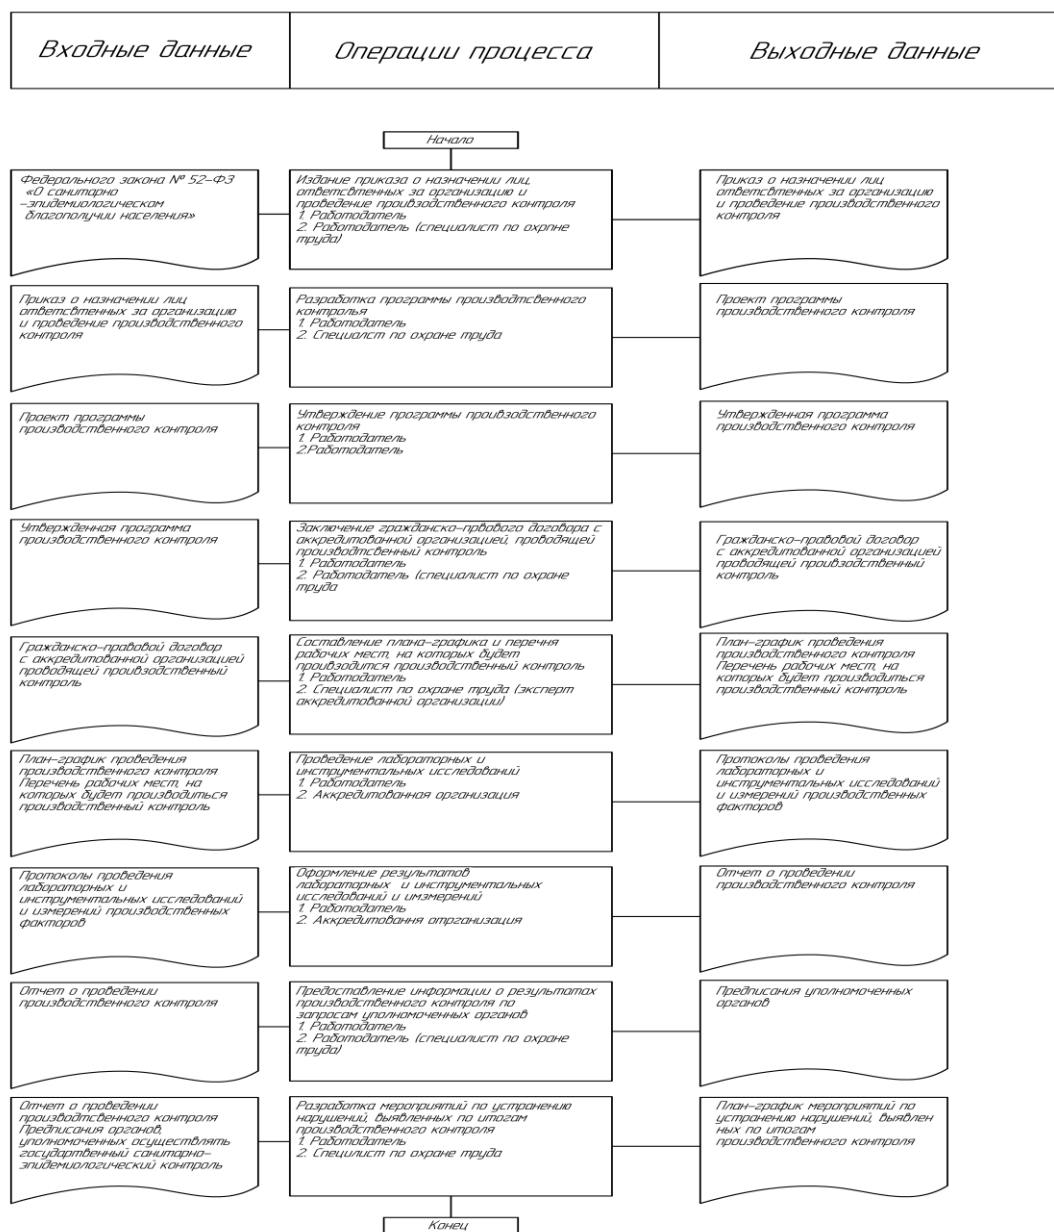 Входные данные
Операции процесса
Выходные данные
Начало
Федерального закона № 52-ФЗ
«О санитарно
-эпидемиологическом
благополучии населения»
Издание приказа о назначении лиц,
ответсвтенных за организацию и
проведение проивзодственного контроля
1. Работодатель
2. Работодатель (специалист по охрпне
труда)
Приказ о назначении лиц
ответсвтенных за организацию
и проведение производственного
контроля
Приказ о назначении лиц
ответсвтенных за организацию
и проведение производственного
контроля
Разработка программы произвоdтсвенного
контролья
1. Работодатель
2. Специалст по охране труда
Проект программы
производственного контроля
Проект программы
производственного контроля
Утверждение программы проивзодственного
контроля
1. Работодатель
2.Работодатель
Утвержденная программа
производственного контроля
Утвержденная программа
производственного контроля
Заключение гражданско-првового договора с
аккредитованной организацией, проводящей
производтсвенный контроль
1. Работодатель
2. Работодатель (специалист по охране
труда
Гражданско-правовой договор
с аккредитованной организацией
проводящей проивзодственный
контроль
Гражданско-правовой договор
с аккредитованной организацией
проводящей проивзодственный
контроль
Составление плана-графика и перечня
рабочих мест, на которых будет
проивзодится производственный контроль
1. Работодатель
2. Специалист по охране труда (эксперт
аккредитованной организации)
План-график проведения
производственного контроля
Перечень рабочих мест, на
которых будет производиться
производственный контроль
План-график проведения
производственного контроля
Перечень рабочих мест, на
которых будет производиться
производственный контроль
Проведение лабораторных и
инструментальных исследований
1. Работодатель
2. Аккредитованная организация
Протоколы проведения
лабораторных и
инструментальных исследований
и измерений производственных
факторов
Протоколы проведения
лабораторных и
инструментальных исследований
и измерений производственных
факторов
Оформление результатов
лабораторных и инструментальных
исследований и имзмерений
1. Работодатель
2. Аккредитовання отрганизация
Отчет о проведении
производственного контроля
Отчет о проведении
производственного контроля
Предоставление информации о результатах
производственного контроля по
запросам уполномоченных органов
1. Работодатель
2. Работодатель (специалист по охране
труда)
Предписания уполномоченных
органов
Отчет о проведении
производтсвенного контроля
Предписания органов,
уполномоченных осуществлять
государтвенный санитарно-
эпидемиологический контроль
Разработка мероприятий по устранению
нарушений, выявленных по итогам
производственного контроля
1. Работодатель
2. Специлист по охране труда
План-график мероприятий по
устранению нарушений, выявлен
ных по итогам
производственного контроля
Конец